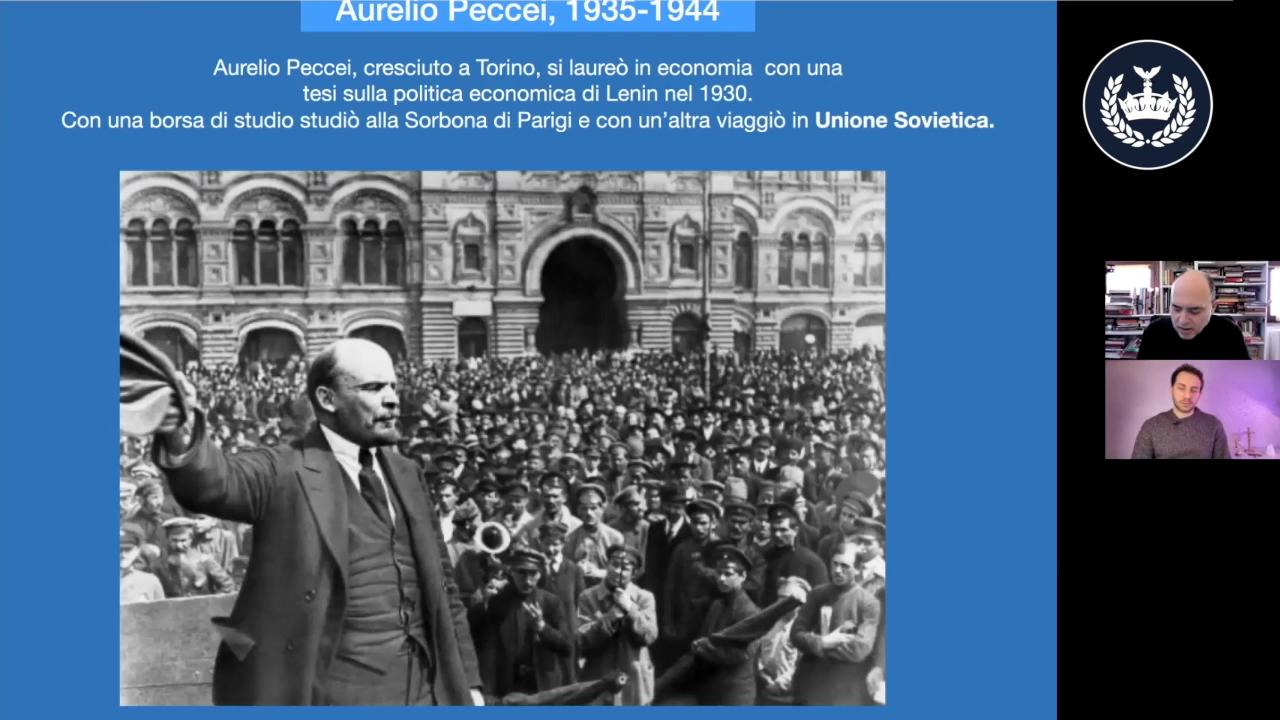 Aurelio Peccei, 1935-1944
Aurelio Peccei, cresciuto a Torino, si laureò in economia con una
tesi sulla politica economica di Lenin nel 1930.
Con una borsa di studio studiò alla Sorbona di Parigi e con un'altra viaggiò in Unione Sovietica.